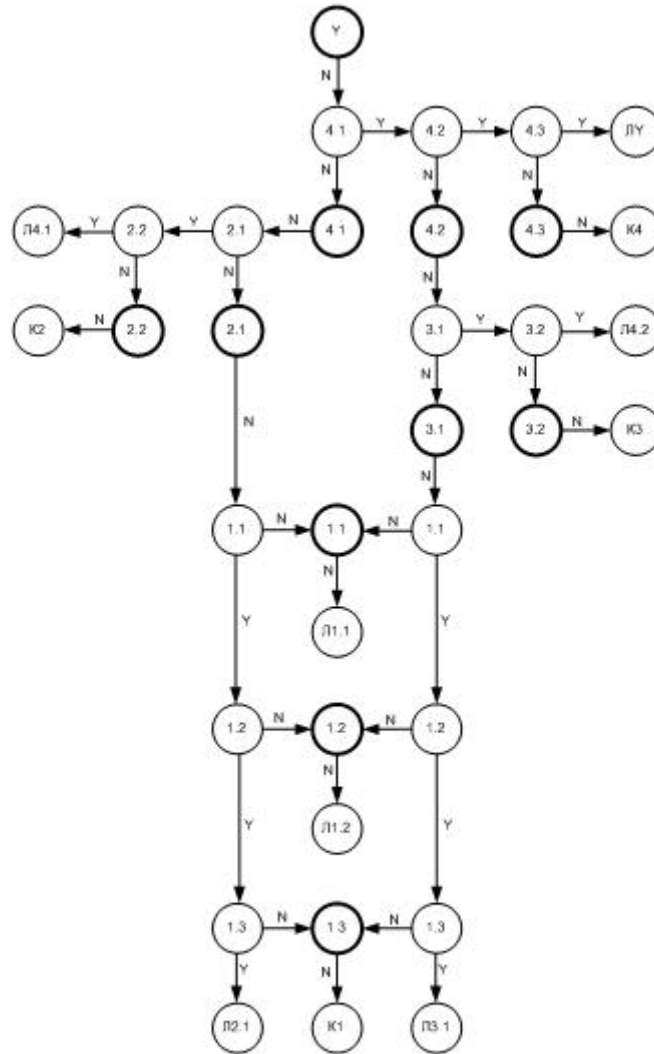 Y
N
4.1 Y 4.2 Y 4.3 Y ЛY
N N N
Л4.1 Y 2.2 Y 2.1 N 4.1 4.2 4.3 N К4
N N N
К2 N 2.2 2.1 3.1 Y 3.2 Y Л4.2
N N
N 3.1 3.2 N К3
N
1.1 N 1.1 N 1.1
N
Y Л1.1 Y
1.2 N 1.2 N 1.2
N
Y Л1.2 Y
1.3 N 1.3 N 1.3
Y N Y
Л2.1 К1 Л3.1